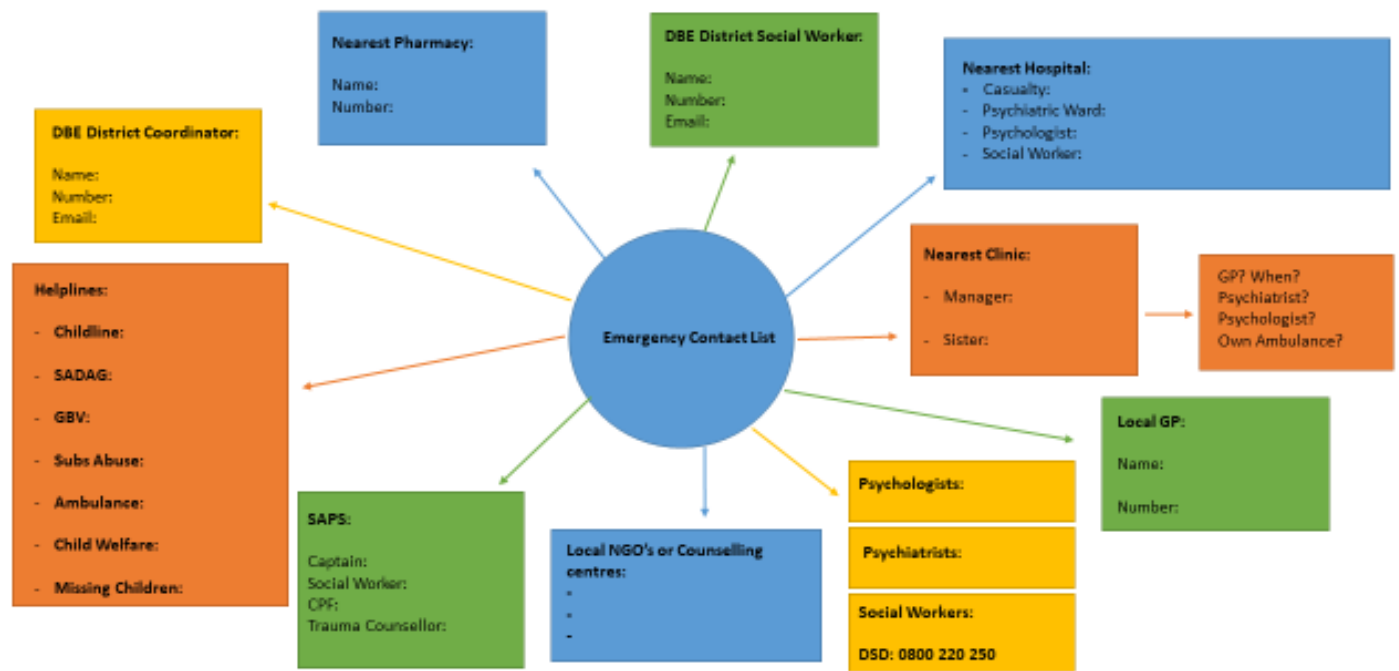 Nearest Pharmacy:
Name:
Number:
DBE District Social Worker:
Name:
Number:
Email:
Nearest Hospital:
- Casualty:
- Psychiatric Ward:
- Psychologist:
- Social Worker:
DBE District Coordinator:
Name:
Number:
Email:
Helplines:
- Childline:
- SADAG:
- GBV:
- Subs Abuse:
- Ambulance:
- Child Welfare:
- Missing Children:
Emergency Contact List
Nearest Clinic:
- Manager:
- Sister:
GP? When?
Psychiatrist?
Psychologist?
Own Ambulance?
Local GP:
Name:
Number:
SAPS:
Captain:
Social Worker:
CPF:
Trauma Counsellor:
Local NGO's or Counselling
centres:
-
-
-
Psychologists:
Psychiatrists:
Social Workers:
DSD: 0800 220 250